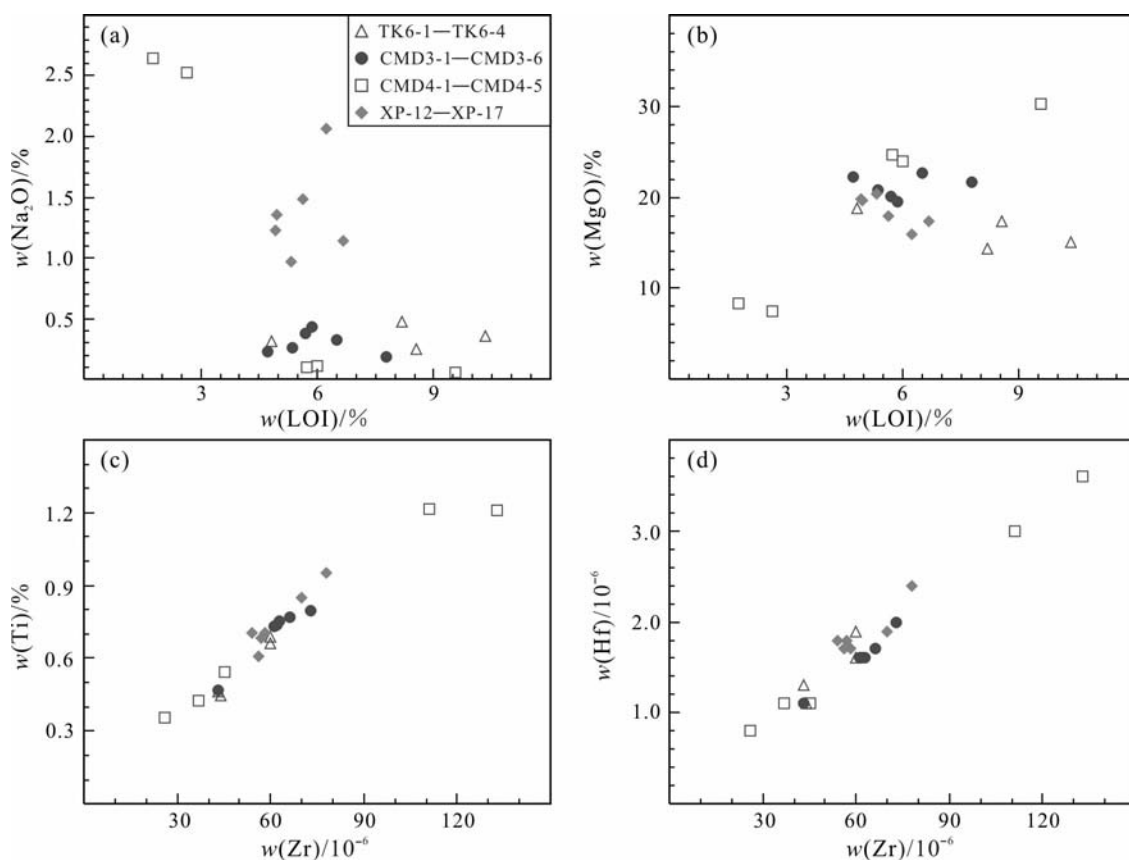 (a)
TK6-1—TK6-4
CMD3-1—CMD3-6
CMD4-1—CMD4-5
XP-12—XP-17
2.5
2.0
1.5
1.0
0.5
w(Na₂O)/%
3 6 9
w(LOI)/%
(b)
30
20
10
w(MgO)/%
3 6 9
w(LOI)/%
(c)
1.2
0.9
0.6
0.3
w(Ti)/%
30 60 90 120
w(Zr)/10⁻⁶
(d)
3.0
2.0
1.0
w(Hf)/10⁻⁶
30 60 90 120
w(Zr)/10⁻⁶